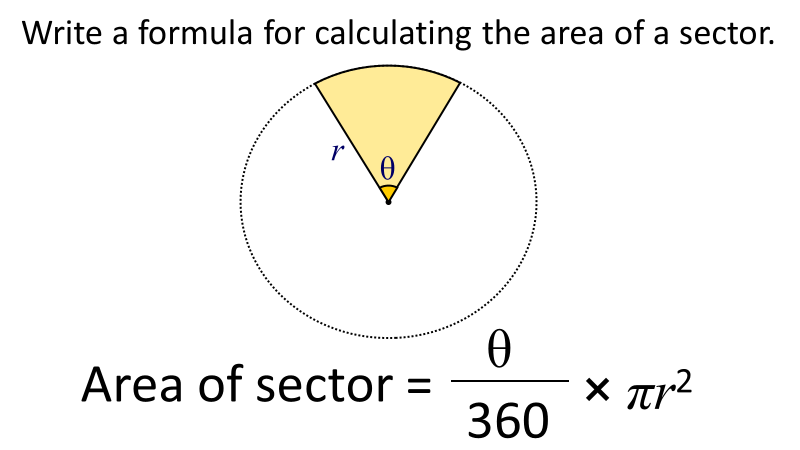 Write a formula for calculating the area of a sector.
r
θ
Area of sector = θ/360 × πr²